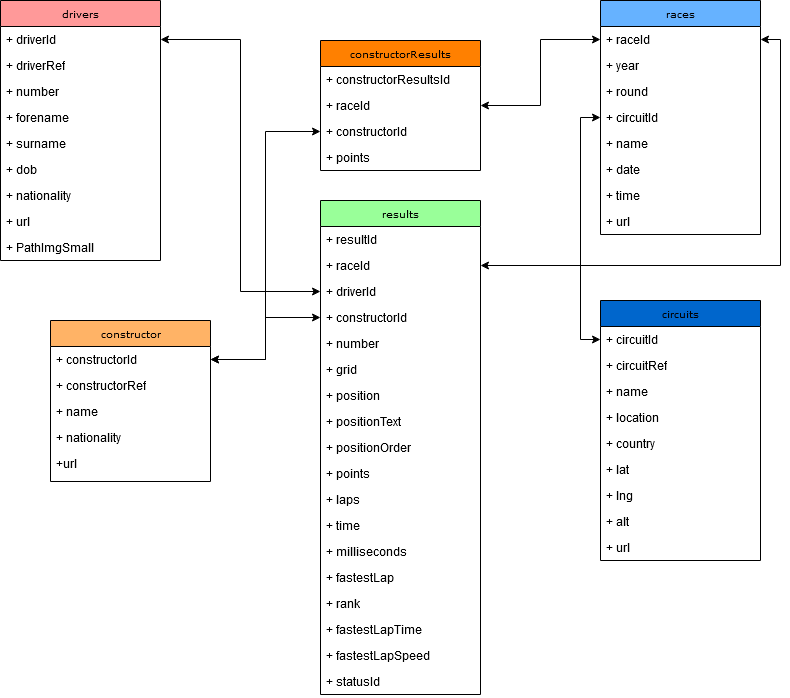 drivers
+ driverId
+ driverRef
+ number
+ forename
+ surname
+ dob
+ nationality
+ url
+ PathImgSmall
constructorResults
+ constructorResultsId
+ raceId
+ constructorId
+ points
races
+ raceId
+ year
+ round
+ circuitId
+ name
+ date
+ time
+ url
results
+ resultId
+ raceId
+ driverId
+ constructorId
+ number
+ grid
+ position
+ positionText
+ positionOrder
+ points
+ laps
+ time
+ milliseconds
+ fastestLap
+ rank
+ fastestLapTime
+ fastestLapSpeed
+ statusId
constructor
+ constructorId
+ constructorRef
+ name
+ nationality
+url
circuits
+ circuitId
+ circuitRef
+ name
+ location
+ country
+ lat
+ lng
+ alt
+ url